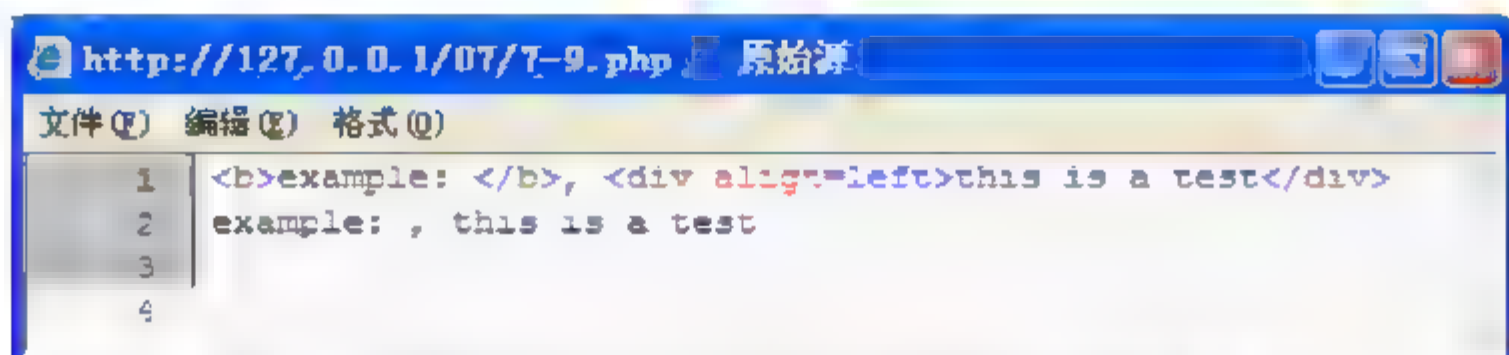 http://127.0.0.1/07/7-9.php - 原始源
文件(F) 编辑(E) 格式(O)
1 <b>example: </b>, <div align=left>this is a test</div>
2 example: , this is a test
3
4